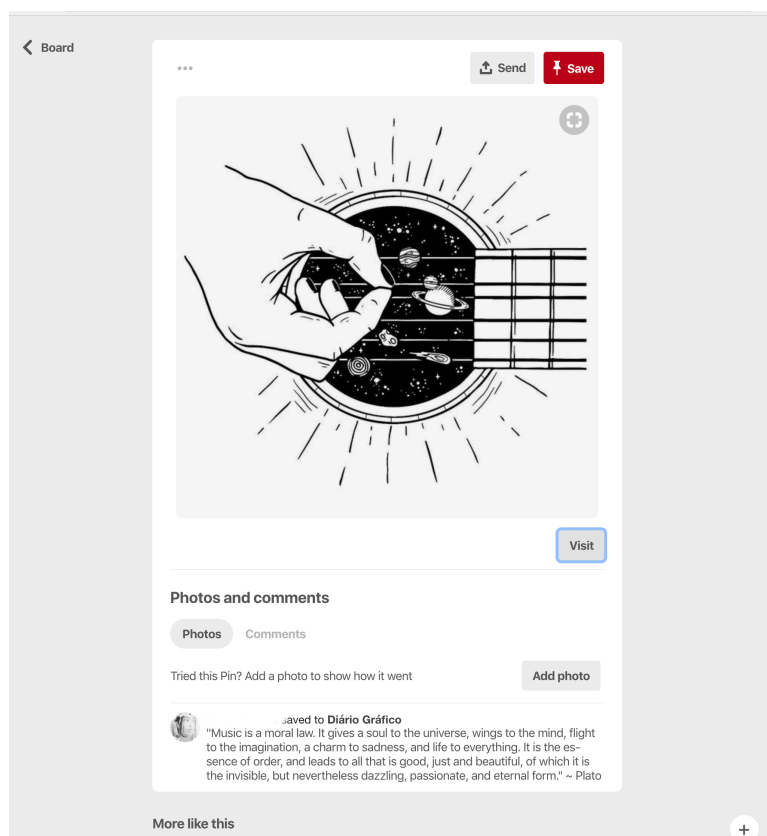 Board
Send
Save
Visit
Photos and comments
Photos
Comments
Tried this Pin? Add a photo to show how it went
Add photo
saved to Diário Gráfico
"Music is a moral law. It gives a soul to the universe, wings to the mind, flight
to the imagination, a charm to sadness, and life to everything. It is the es-
sence of order, and leads to all that is good, just and beautiful, of which it is
the invisible, but nevertheless dazzling, passionate, and eternal form." ~ Plato
More like this